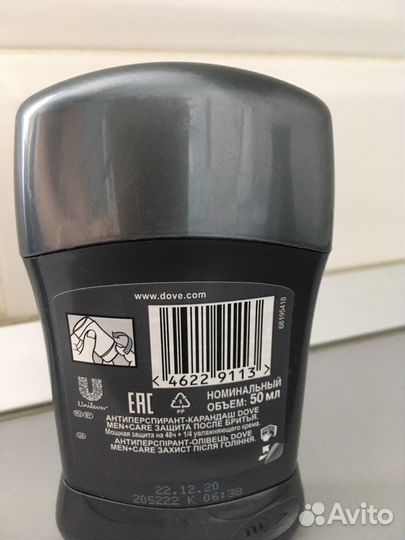 www.dove.com
68195418
<4622 9113>
Unilever
EAC
PP
НОМИНАЛЬНЫЙ
ОБЪЕМ: 50 мл
АНТИПЕРСПИРАНТ-КАРАНДАШ DOVE
MEN+CARE ЗАЩИТА ПОСЛЕ БРИТЬЯ.
Мощная защита на 48ч + 1/4 увлажняющего крема.
АНТИПЕРСПІРАНТ-ОЛІВЕЦЬ DOVE
MEN+CARE ЗАХИСТ ПІСЛЯ ГОЛІННЯ.
22.12.20
205222 K 06:38
Avito